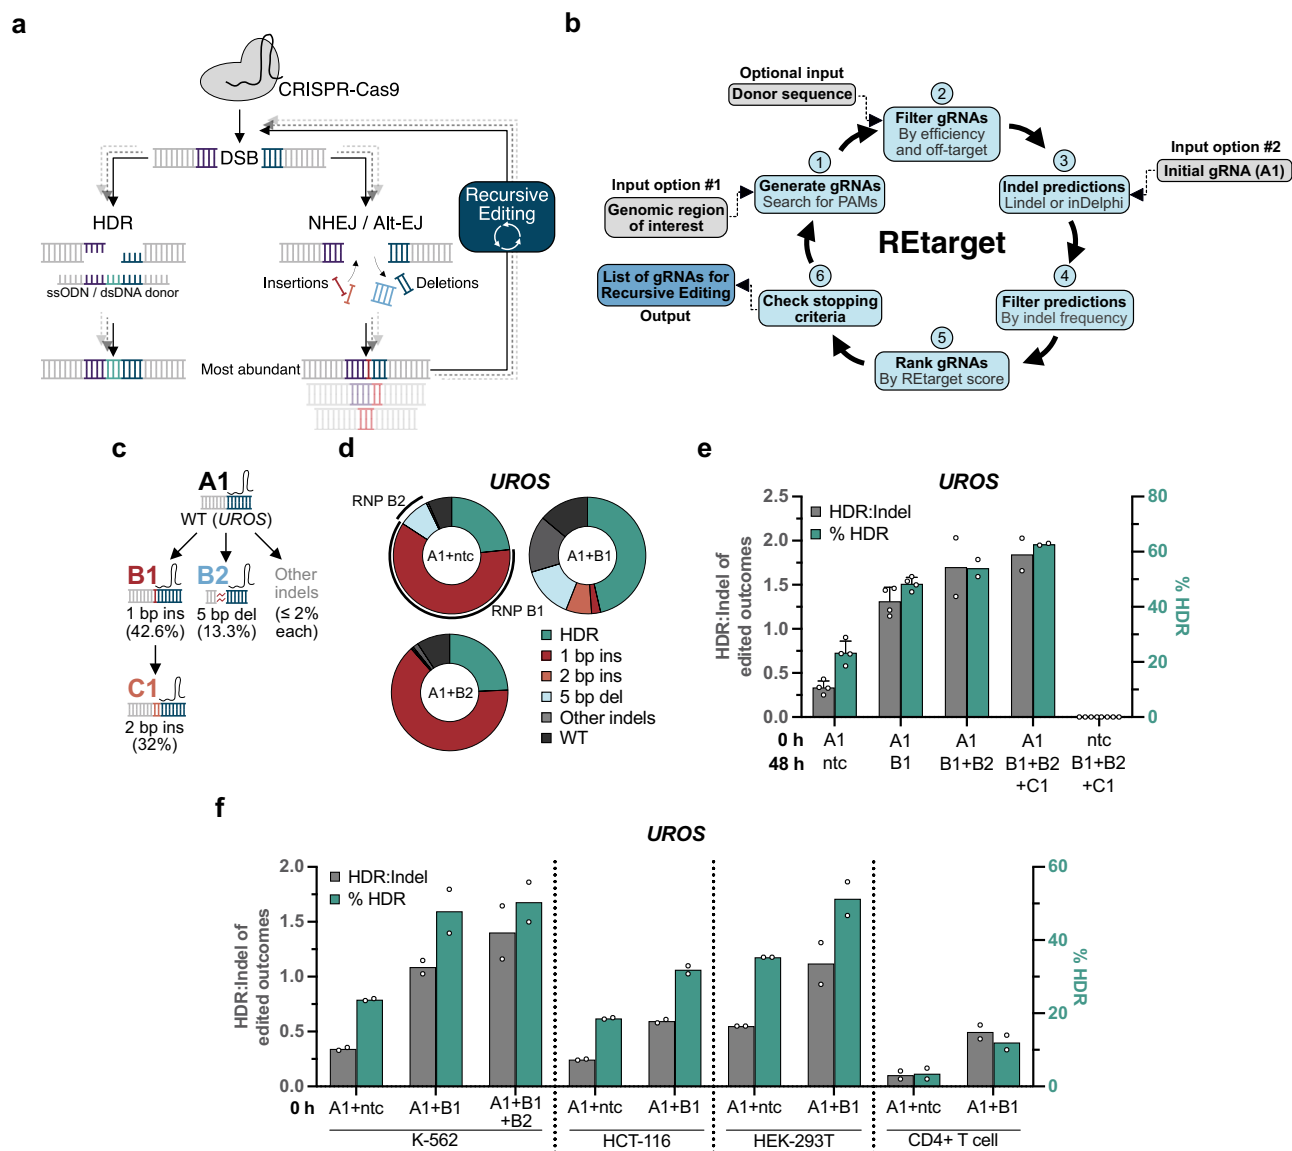 a
CRISPR-Cas9
DSB
HDR
NHEJ / Alt-EJ
Recursive
Editing
Insertions
Deletions
ssODN / dsDNA donor
Most abundant
b
Optional input
Donor sequence
2
Filter gRNAs
By efficiency
and off-target
1
Generate gRNAs
Search for PAMs
Input option #1
Genomic region
of interest
3
Indel predictions
Lindel or inDelphi
Input option #2
Initial gRNA (A1)
REtarget
4
Filter predictions
By indel frequency
5
Rank gRNAs
By REtarget score
6
Check stopping
criteria
List of gRNAs for
Recursive Editing
Output
c
A1
WT (UROS)
B1
1 bp ins
(42.6%)
B2
5 bp del
(13.3%)
Other
indels
(≤ 2%
each)
C1
2 bp ins
(32%)
d
UROS
RNP B2
A1+ntc
RNP B1
A1+B1
A1+B2
HDR
1 bp ins
2 bp ins
5 bp del
Other indels
WT
e
UROS
HDR:Indel
% HDR
HDR:Indel of
edited outcomes
2.5
2.0
1.5
1.0
0.5
0.0
80
60
40
20
0
% HDR
0 h A1 A1 A1 A1 ntc
48 h ntc B1 B1+B2 B1+B2 B1+B2
+C1 +C1
f
UROS
HDR:Indel
% HDR
HDR:Indel of
edited outcomes
2.0
1.5
1.0
0.5
0.0
60
40
20
0
% HDR
0 h A1+ntc A1+B1 A1+B1 A1+ntc A1+B1 A1+ntc A1+B1 A1+ntc A1+B1
+B2
K-562 HCT-116 HEK-293T CD4+ T cell